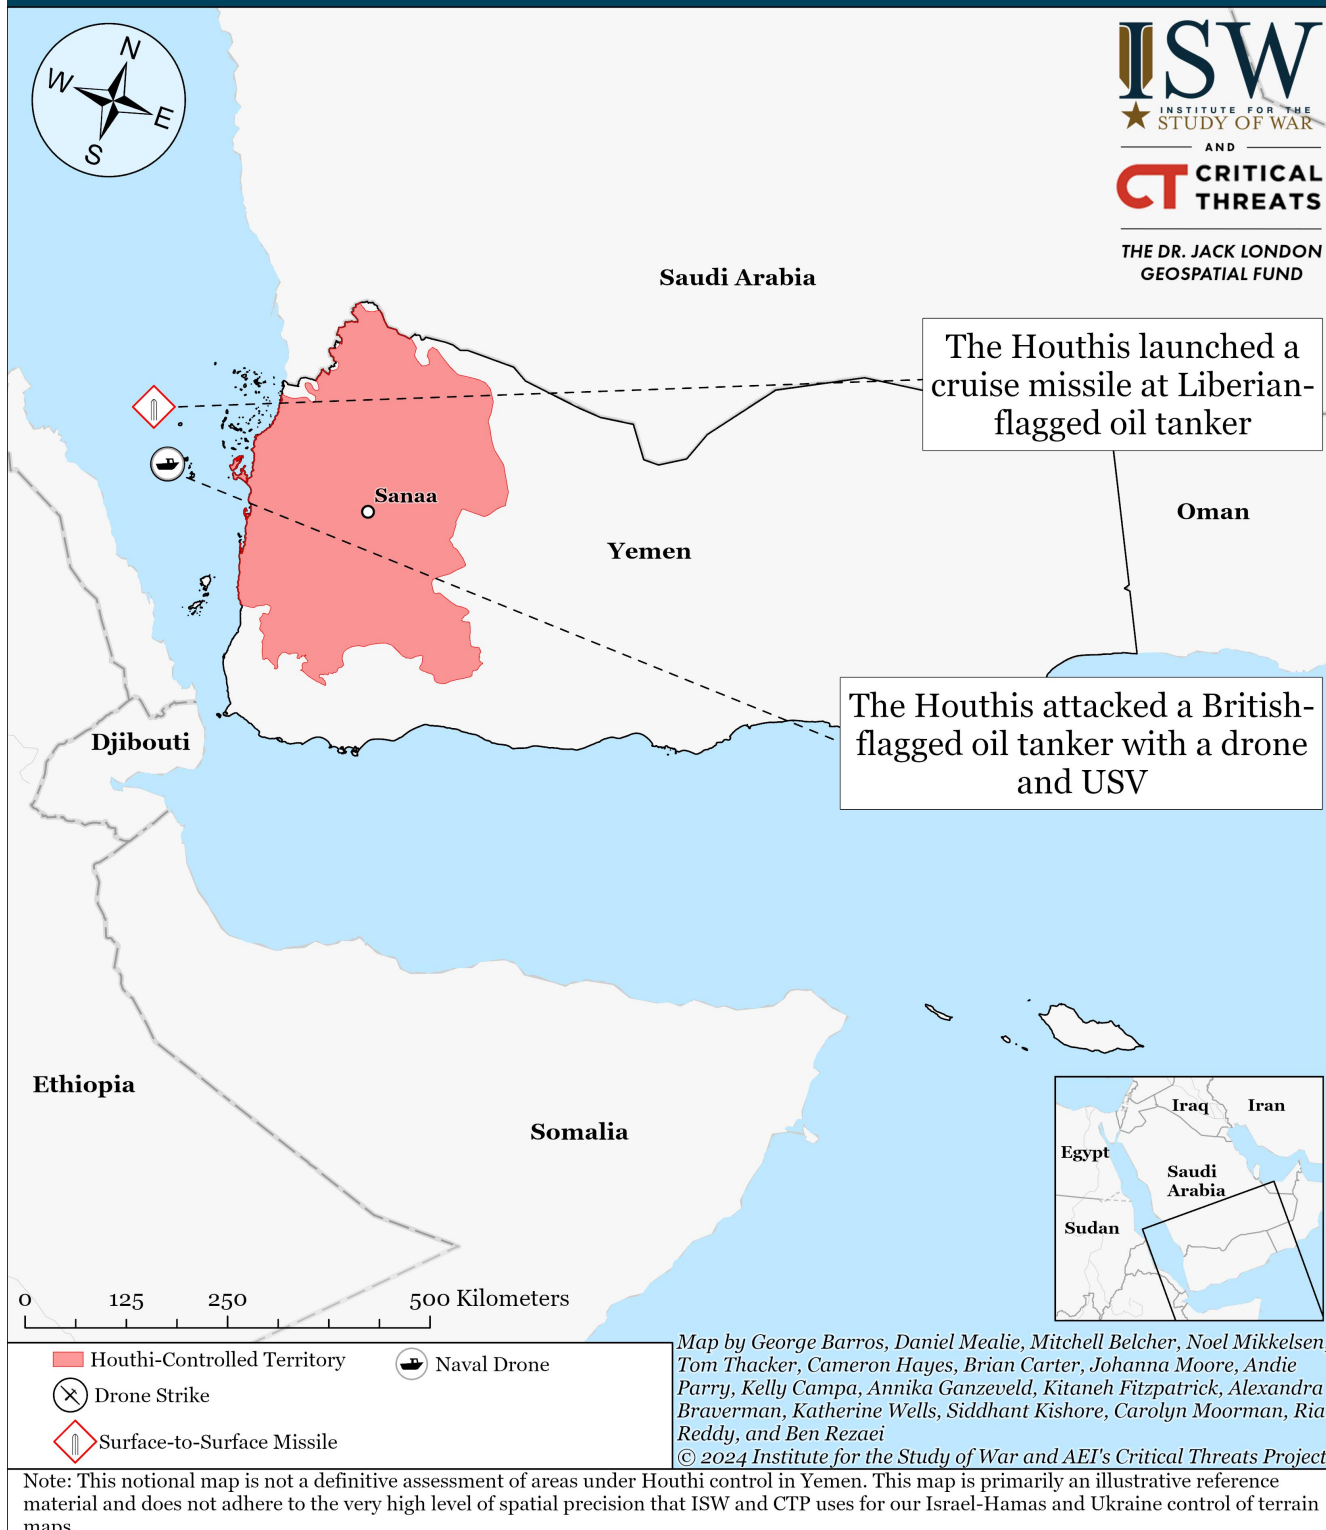 N
W
E
S
ISW
INSTITUTE FOR THE
STUDY OF WAR
AND
CT CRITICAL
THREATS
THE DR. JACK LONDON
GEOSPATIAL FUND
Saudi Arabia
The Houthis launched a
cruise missile at Liberian-
flagged oil tanker
Sanaa
Oman
Yemen
The Houthis attacked a British-
flagged oil tanker with a drone
and USV
Djibouti
Ethiopia
Somalia
Iraq
Iran
Egypt
Saudi
Arabia
Sudan
0 125 250 500 Kilometers
Houthi-Controlled Territory
Naval Drone
Drone Strike
Surface-to-Surface Missile
Map by George Barros, Daniel Mealie, Mitchell Belcher, Noel Mikkelsen,
Tom Thacker, Cameron Hayes, Brian Carter, Johanna Moore, Andie
Parry, Kelly Campa, Annika Ganzeveld, Kitaneh Fitzpatrick, Alexandra
Braverman, Katherine Wells, Siddhant Kishore, Carolyn Moorman, Ria
Reddy, and Ben Rezaei
© 2024 Institute for the Study of War and AEI's Critical Threats Project
Note: This notional map is not a definitive assessment of areas under Houthi control in Yemen. This map is primarily an illustrative reference
material and does not adhere to the very high level of spatial precision that ISW and CTP uses for our Israel-Hamas and Ukraine control of terrain
maps.